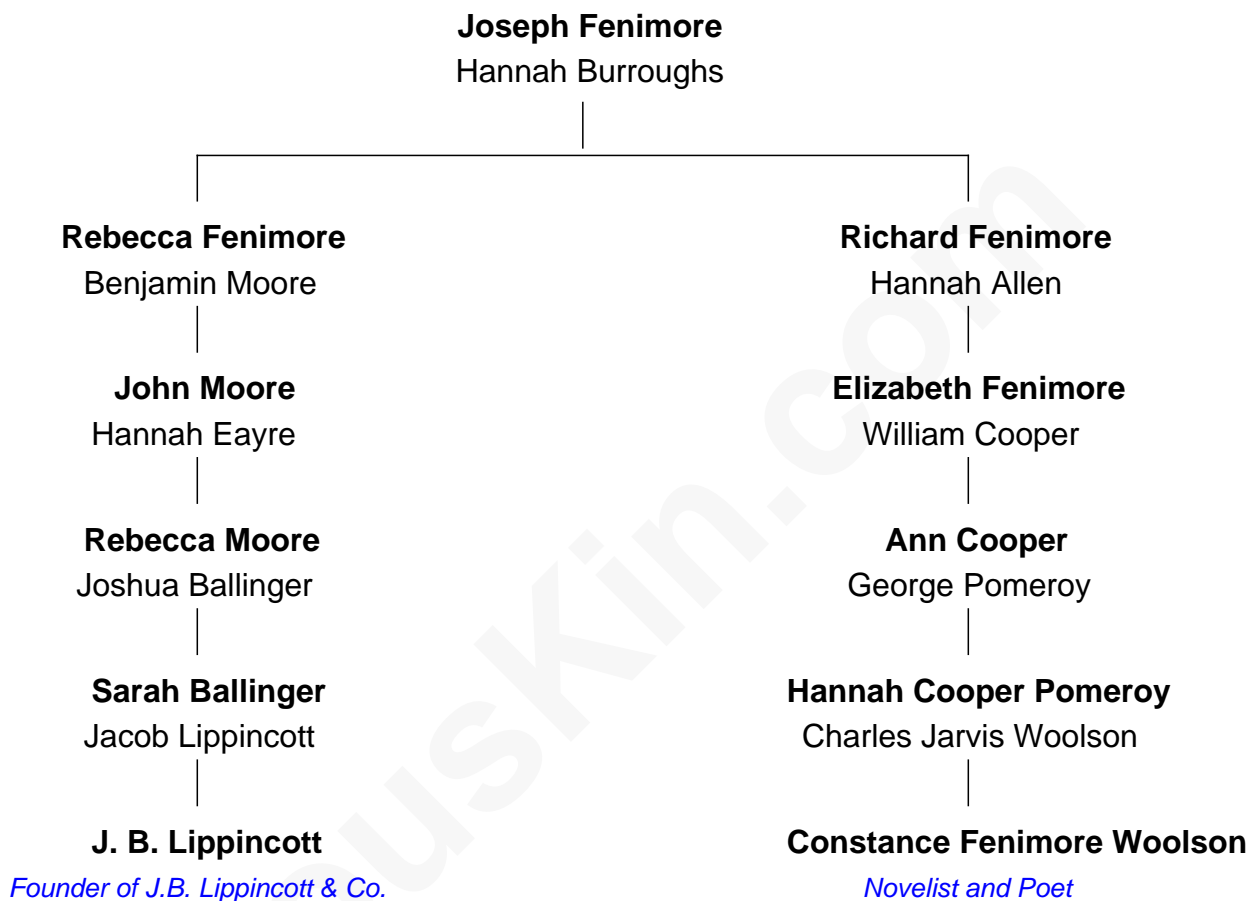 Joseph Fenimore
Hannah Burroughs
Rebecca Fenimore
Benjamin Moore
Richard Fenimore
Hannah Allen
John Moore
Hannah Eayre
Elizabeth Fenimore
William Cooper
Rebecca Moore
Joshua Ballinger
Ann Cooper
George Pomeroy
Sarah Ballinger
Jacob Lippincott
Hannah Cooper Pomeroy
Charles Jarvis Woolson
J. B. Lippincott
Founder of J.B. Lippincott & Co.
Constance Fenimore Woolson
Novelist and Poet
ousKin.com